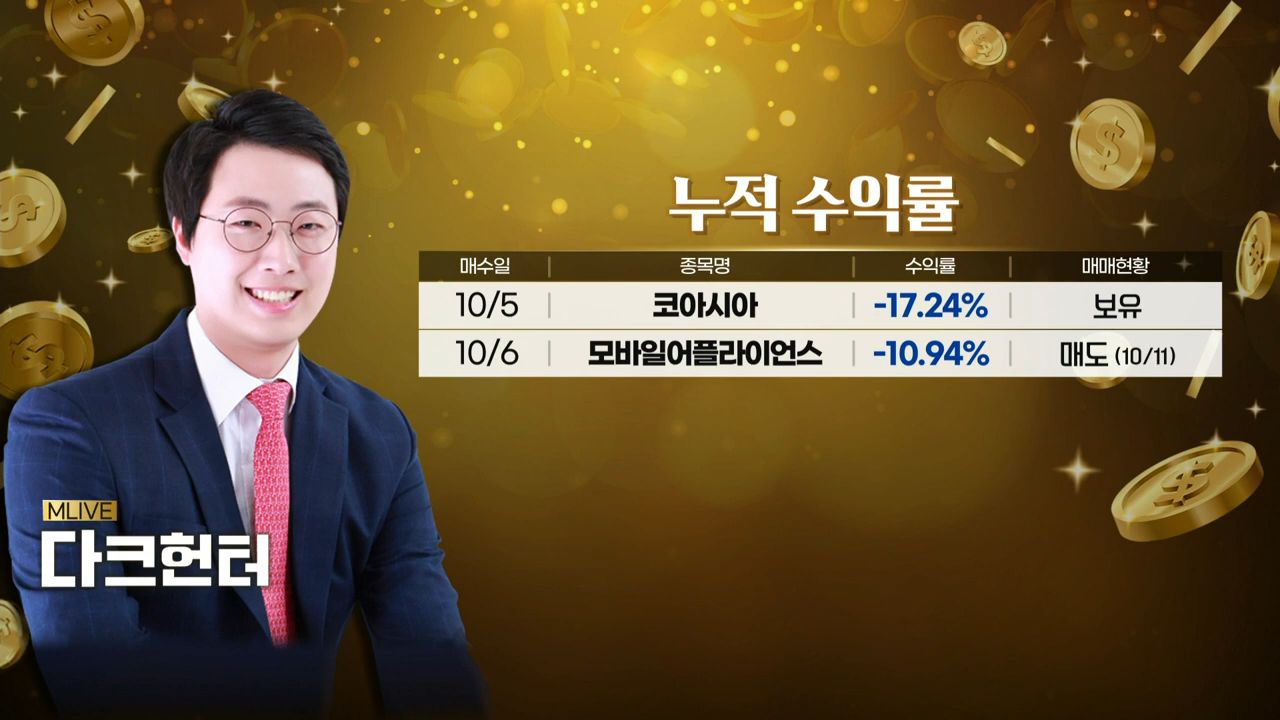 누적 수익률
매수일 | 종목명 | 수익률 | 매매현황
10/5 | 코아시아 | -17.24% | 보유
10/6 | 모바일어플라이언스 | -10.94% | 매도 (10/11)
MLIVE
다크헌터